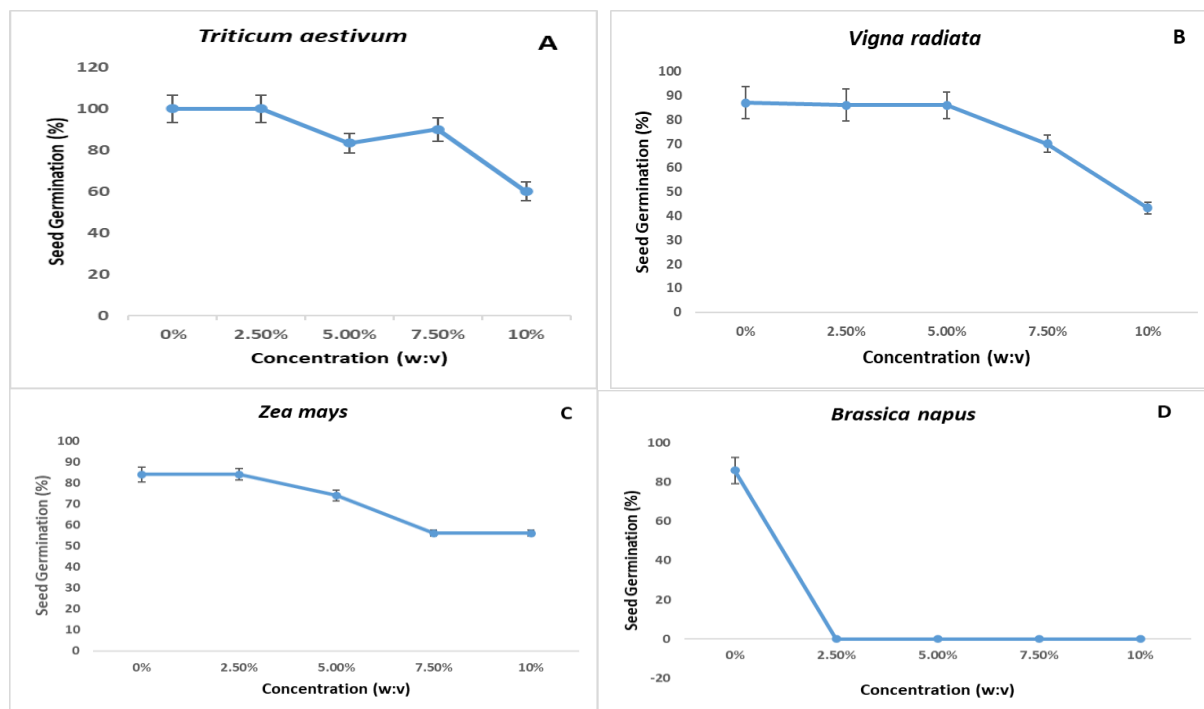 Triticum aestivum
A
Seed Germination (%)
120
100
80
60
40
20
0
0% 2.50% 5.00% 7.50% 10%
Concentration (w:v)
Vigna radiata
B
Seed Germination (%)
100
90
80
70
60
50
40
30
20
10
0
0% 2.50% 5.00% 7.50% 10%
Concentration (w:v)
Zea mays
C
Seed Germination (%)
100
90
80
70
60
50
40
30
20
10
0
0% 2.50% 5.00% 7.50% 10%
Concentration (w:v)
Brassica napus
D
Seed Germination (%)
100
80
60
40
20
0
-20
0% 2.50% 5.00% 7.50% 10%
Concentration (w:v)